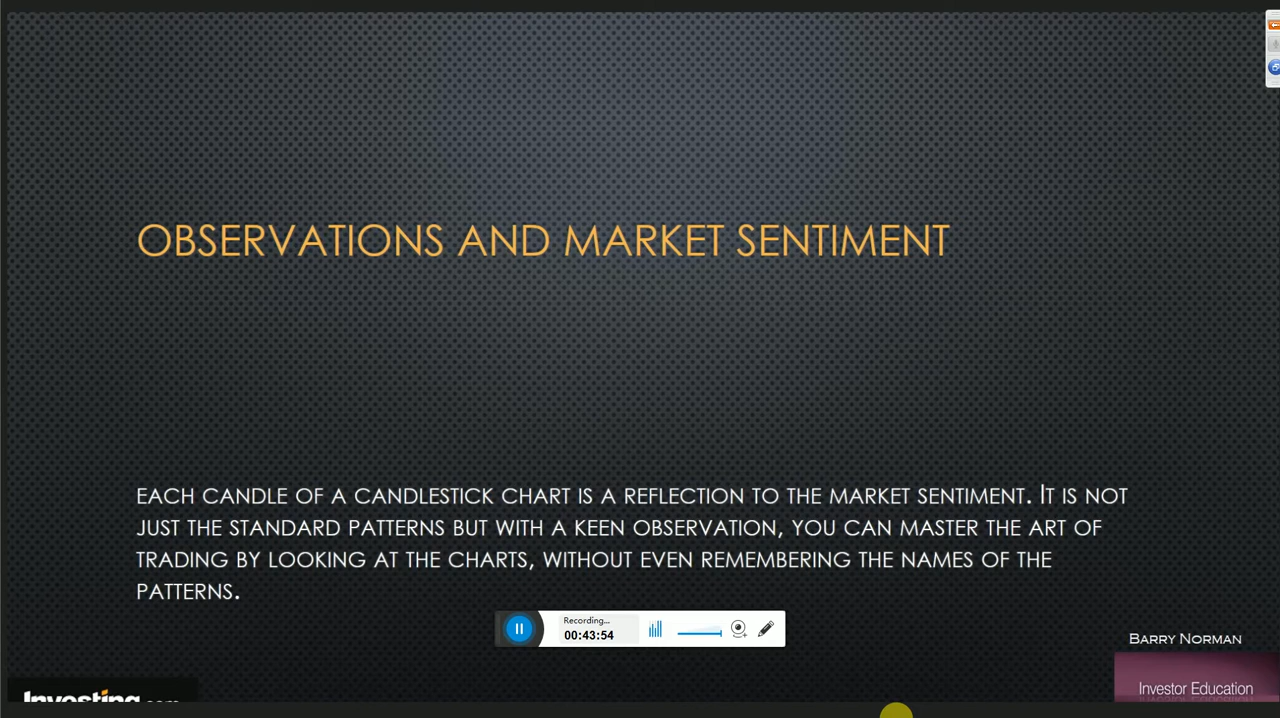 OBSERVATIONS AND MARKET SENTIMENT
EACH CANDLE OF A CANDLESTICK CHART IS A REFLECTION TO THE MARKET SENTIMENT. IT IS NOT
JUST THE STANDARD PATTERNS BUT WITH A KEEN OBSERVATION, YOU CAN MASTER THE ART OF
TRADING BY LOOKING AT THE CHARTS, WITHOUT EVEN REMEMBERING THE NAMES OF THE
PATTERNS.
Recording...
00:43:54
BARRY NORMAN
Investor Education
Investing.com